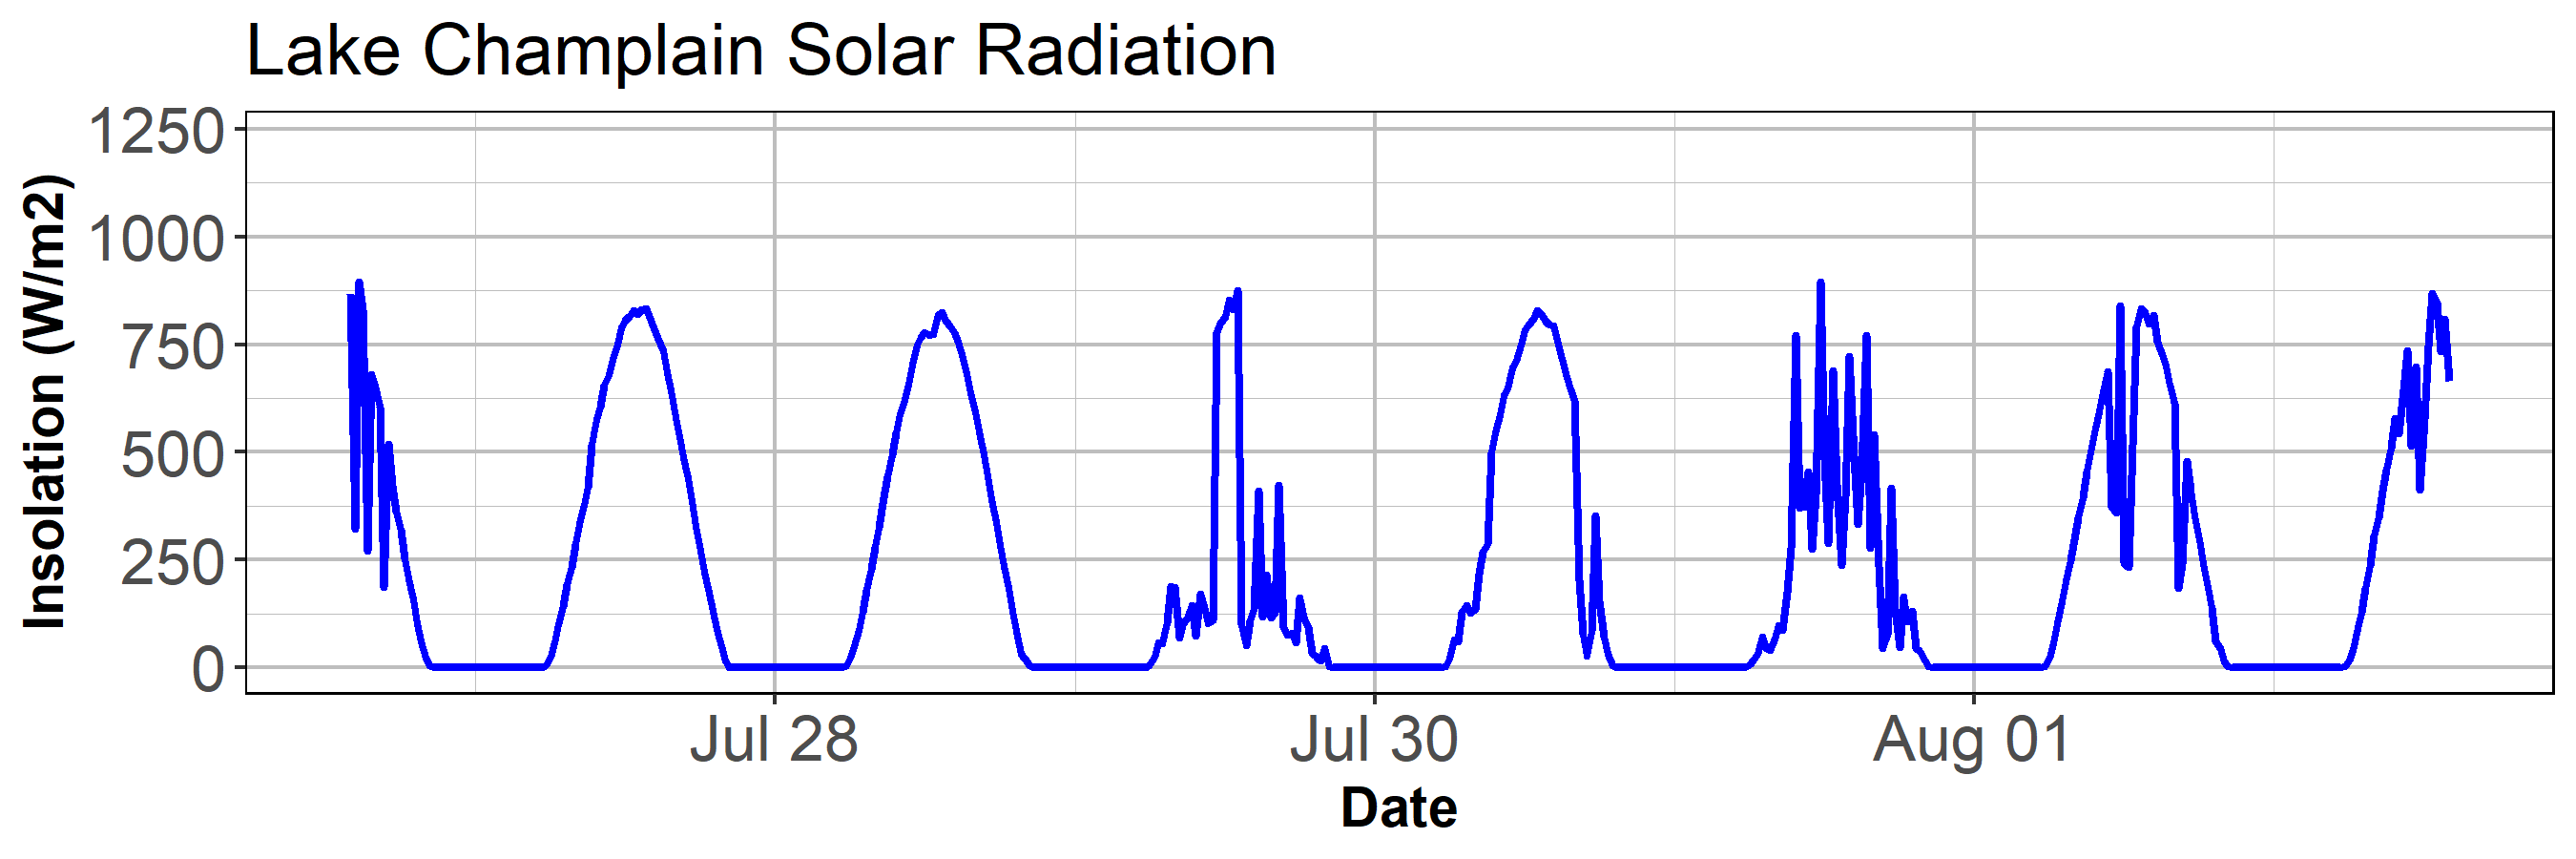 Lake Champlain Solar Radiation
Insolation (W/m2)
1250
1000
750
500
250
0
Jul 28
Jul 30
Aug 01
Date